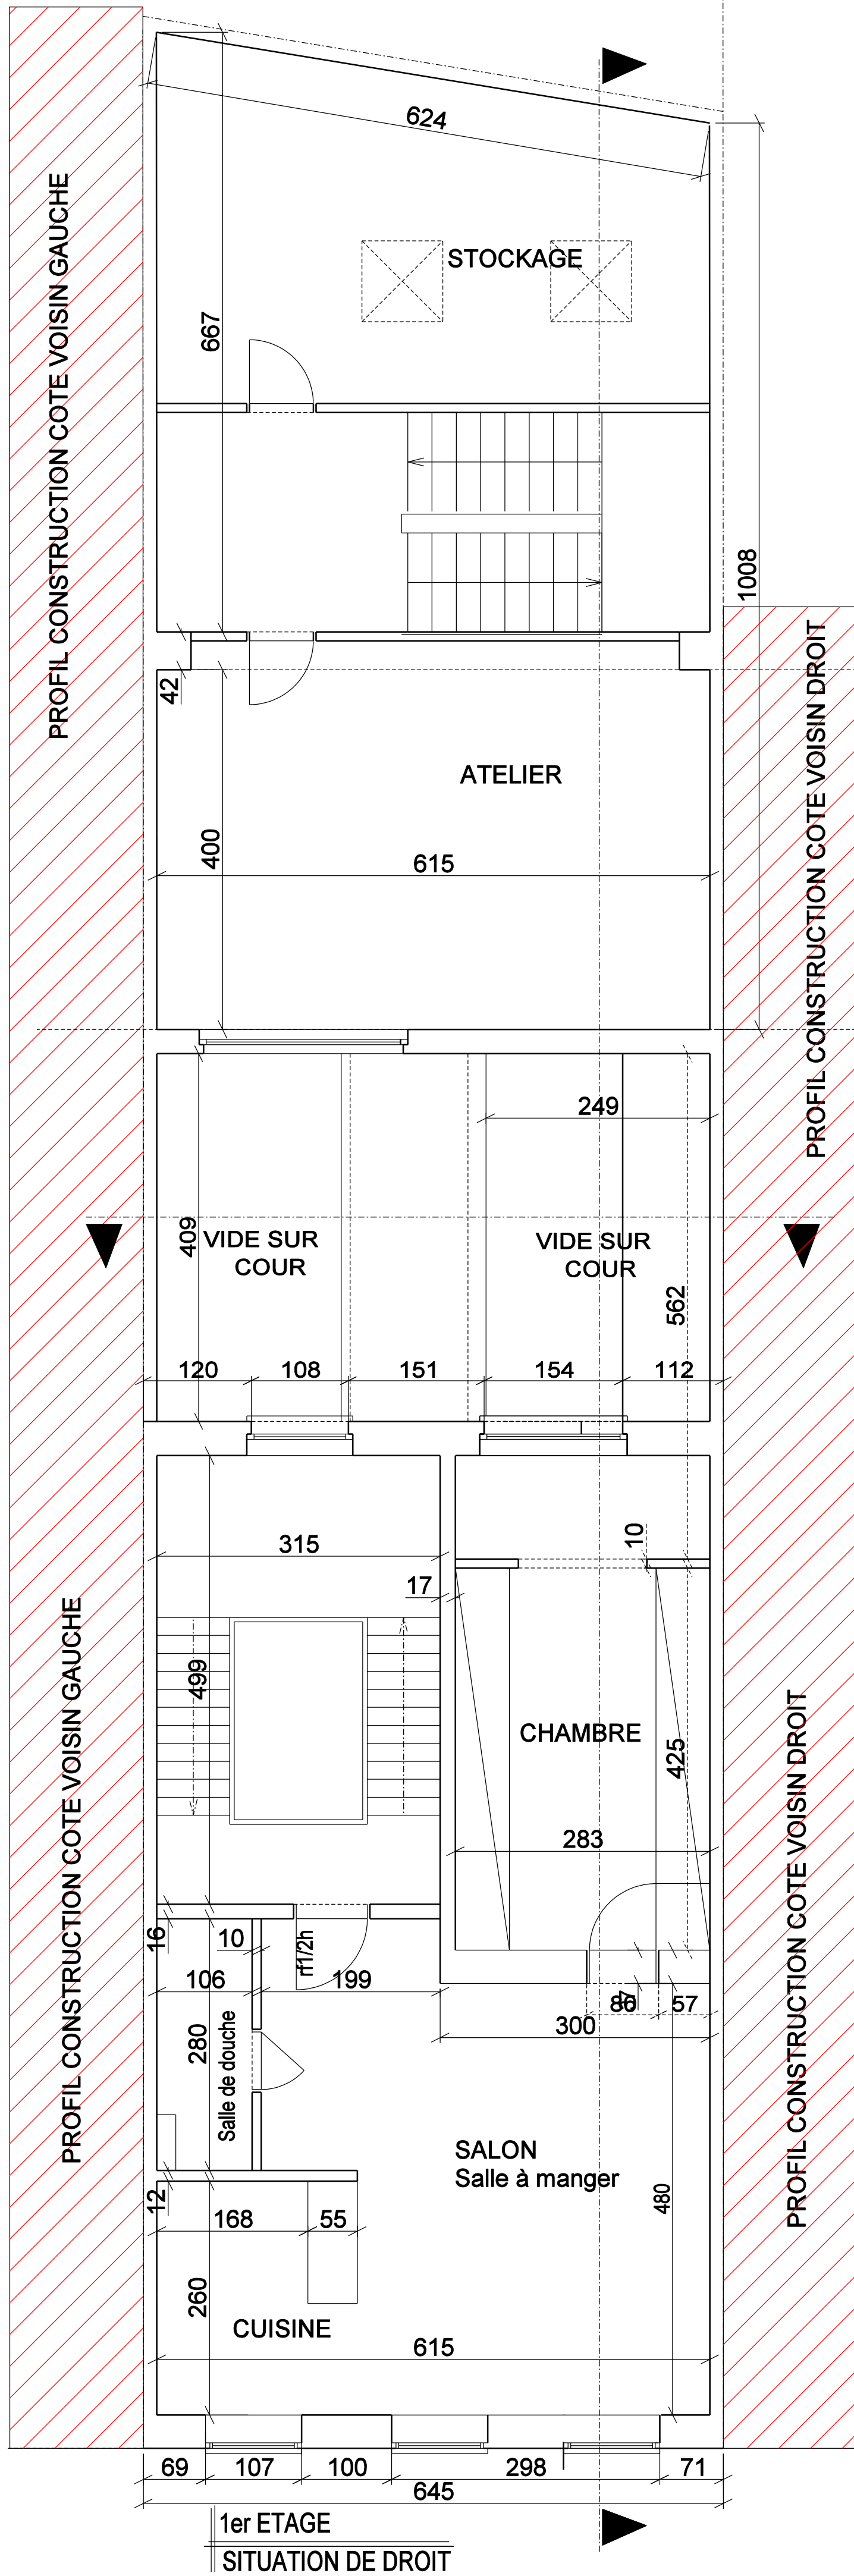 624
PROFIL CONSTRUCTION COTE VOISIN GAUCHE
STOCKAGE
667
1008
PROFIL CONSTRUCTION COTE VOISIN DROIT
42
ATELIER
400
615
249
409
VIDE SUR
COUR
VIDE SUR
COUR
562
120
108
151
154
112
10
315
17
PROFIL CONSTRUCTION COTE VOISIN GAUCHE
499
PROFIL CONSTRUCTION COTE VOISIN DROIT
CHAMBRE
425
283
16
10
rf1/2h
106
199
57
300
280
Salle de douche
SALON
Salle à manger
480
12
168
55
260
CUISINE
615
69
107
100
298
71
645
1er ETAGE
SITUATION DE DROIT